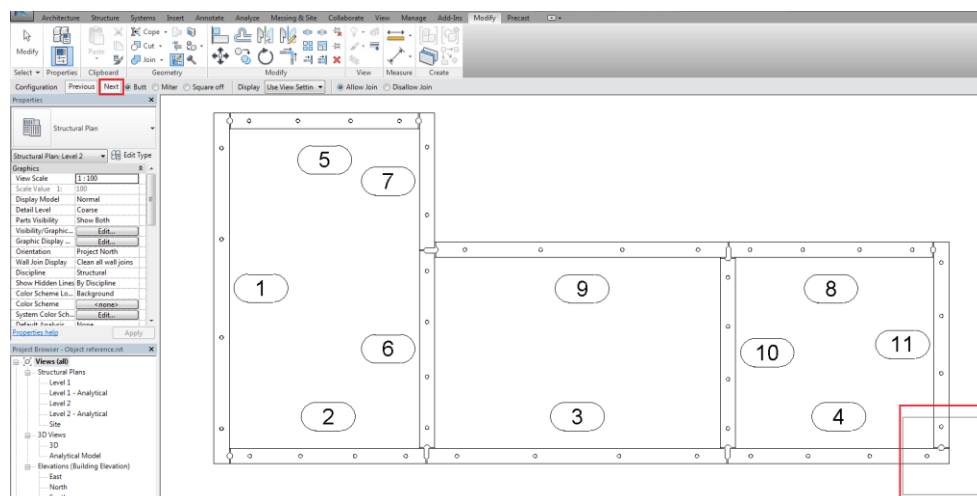 Architecture Structure Systems Insert Annotate Analyze Massing & Site Collaborate View Manage Add-Ins Modify Precast
Cope
Cut
Join
Modify
Paste
Select Properties Clipboard Geometry Modify View Measure Create
Configuration Previous Next Butt Miter Square off Display Use View Settin Allow Join Disallow Join
Properties
Structural Plan
Structural Plan: Level 2 Edit Type
Graphics
View Scale 1 : 100
Scale Value 1: 100
Display Model Normal
Detail Level Coarse
Parts Visibility Show Both
Visibility/Graphic... Edit...
Graphic Display ... Edit...
Orientation Project North
Wall Join Display Clean all wall joins
Discipline Structural
Show Hidden Lines By Discipline
Color Scheme Lo... Background
Color Scheme <none>
System Color Sch... Edit...
Default Analysis None
Properties help Apply
Project Browser - Object reference.rvt
Views (all)
Structural Plans
Level 1
Level 1 - Analytical
Level 2
Level 2 - Analytical
Site
3D Views
3D
Analytical Model
Elevations (Building Elevation)
East
North
5
7
1
9
8
6
10
11
2
3
4